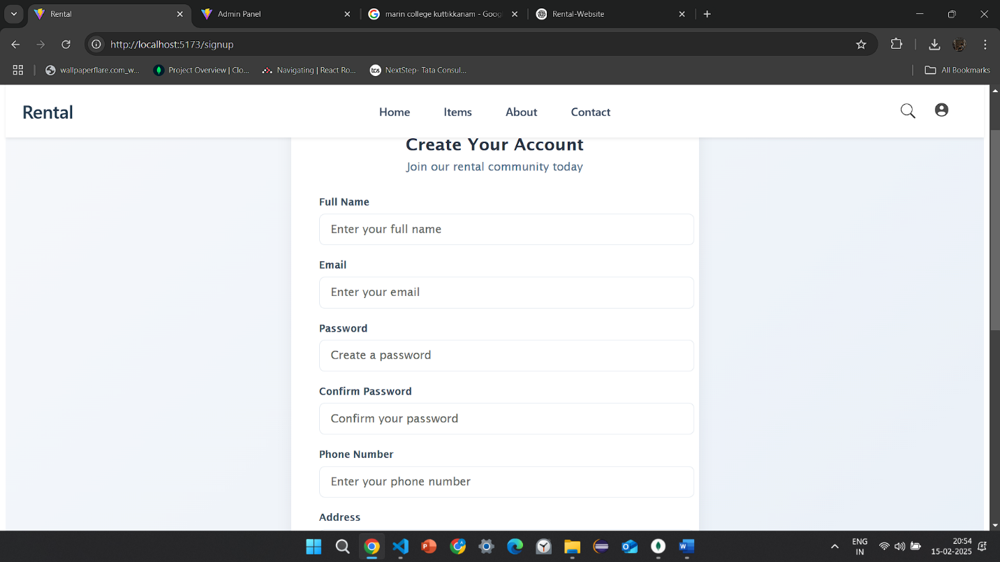 Rental
Admin Panel
marin college kuttikkanam - Goog
Rental-Website
http://localhost:5173/signup
wallpaperflare.com_w...
Project Overview | Clo...
Navigating | React Ro...
tcs
NextStep- Tata Consul...
All Bookmarks
Rental
Home
Items
About
Contact
Create Your Account
Join our rental community today
Full Name
Enter your full name
Email
Enter your email
Password
Create a password
Confirm Password
Confirm your password
Phone Number
Enter your phone number
Address
ENG
IN
20:54
15-02-2025